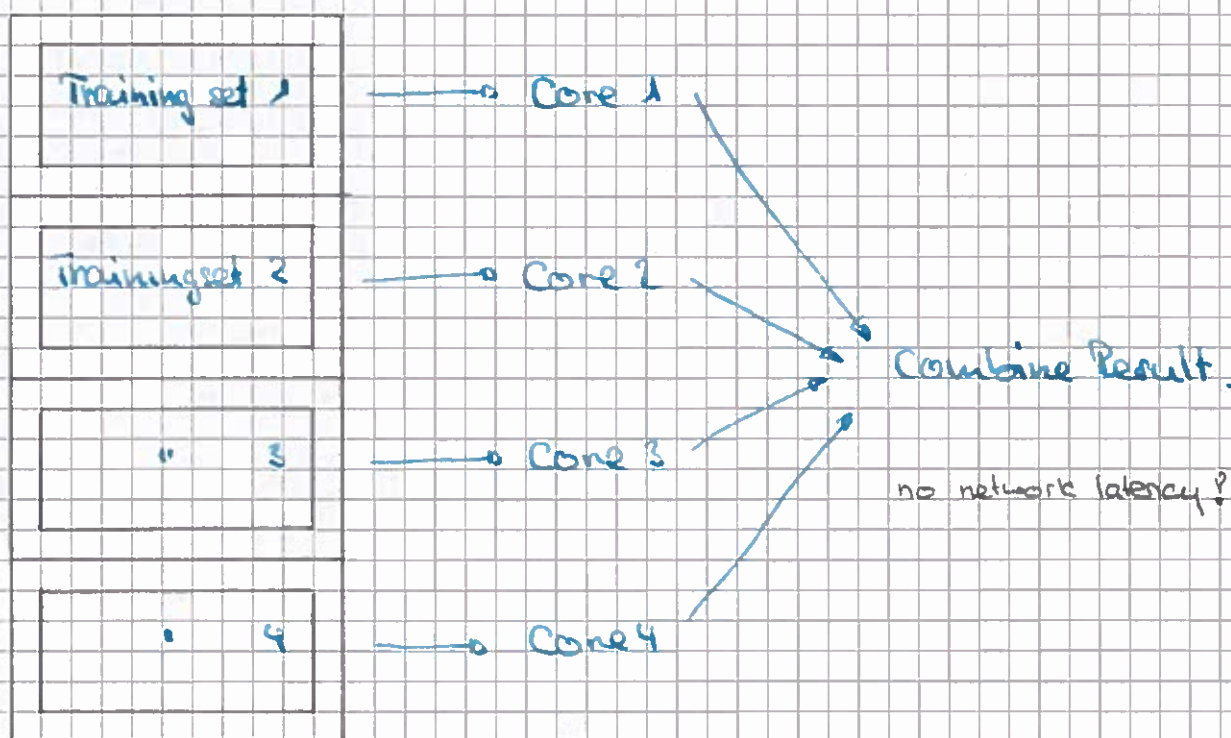 Training set 1
Core 1
Trainingset 2
Core 2
Combine Result.
" 3
Core 3
no network latency!
" 4
Core 4